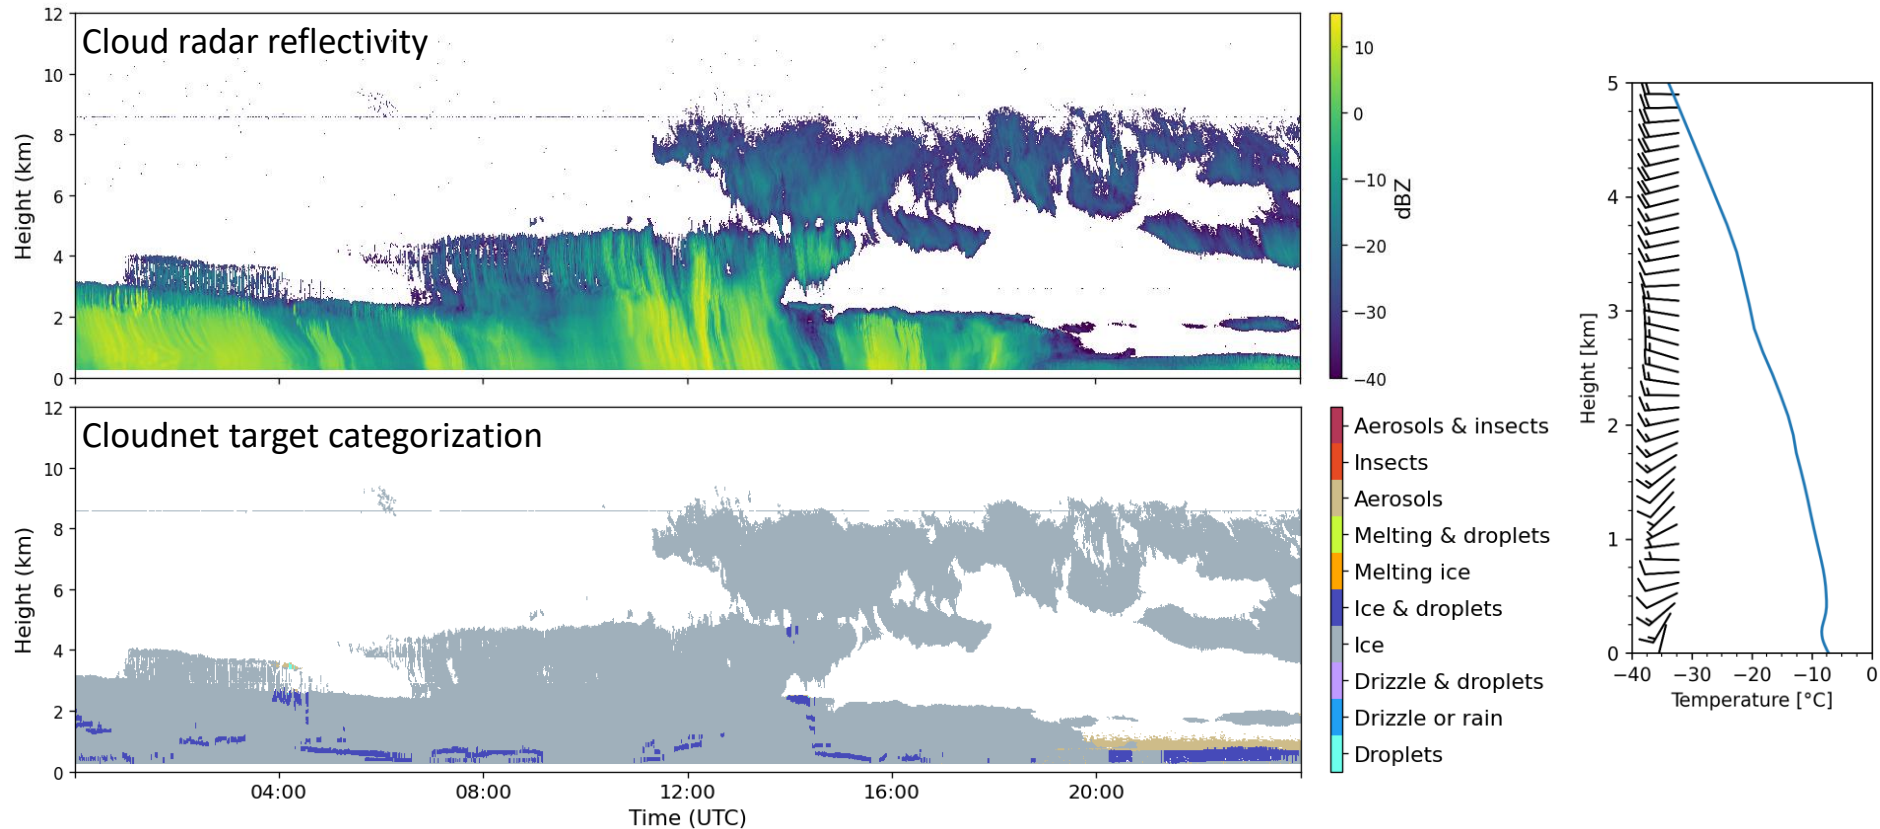 Cloud radar reflectivity
12
10
8
6
4
2
0
Height (km)
10
0
−10
−20
−30
−40
dBZ
Cloudnet target categorization
12
10
8
6
4
2
0
Height (km)
04:00
08:00
12:00
16:00
20:00
Time (UTC)
Aerosols & insects
Insects
Aerosols
Melting & droplets
Melting ice
Ice & droplets
Ice
Drizzle & droplets
Drizzle or rain
Droplets
5
4
3
2
1
0
Height [km]
−40
−30
−20
−10
0
Temperature [°C]